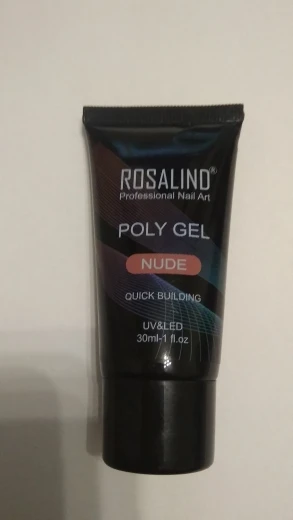 ROSALIND®
Professional Nail Art
POLY GEL
NUDE
QUICK BUILDING
UV&LED
30ml-1 fl.oz